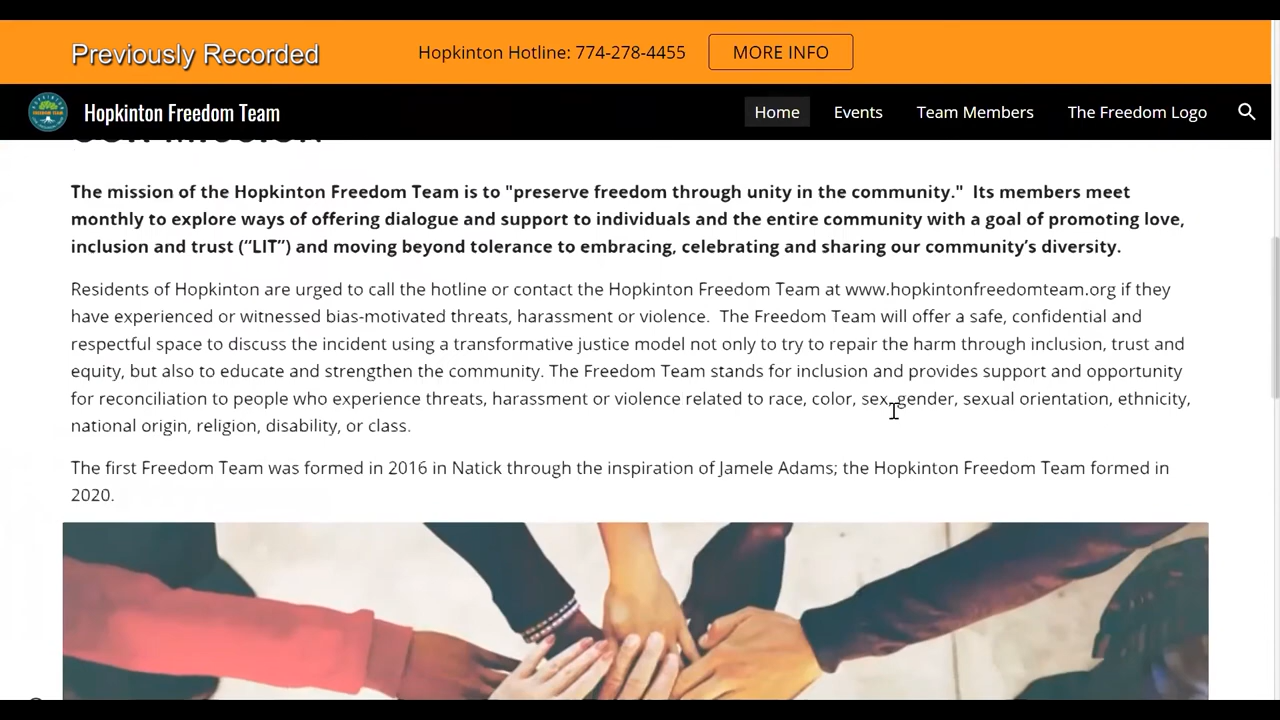 Previously Recorded
Hopkinton Hotline: 774-278-4455
MORE INFO
Hopkinton Freedom Team
Home
Events
Team Members
The Freedom Logo
The mission of the Hopkinton Freedom Team is to "preserve freedom through unity in the community." Its members meet
monthly to explore ways of offering dialogue and support to individuals and the entire community with a goal of promoting love,
inclusion and trust (“LIT”) and moving beyond tolerance to embracing, celebrating and sharing our community’s diversity.
Residents of Hopkinton are urged to call the hotline or contact the Hopkinton Freedom Team at www.hopkintonfreedomteam.org if they
have experienced or witnessed bias-motivated threats, harassment or violence. The Freedom Team will offer a safe, confidential and
respectful space to discuss the incident using a transformative justice model not only to try to repair the harm through inclusion, trust and
equity, but also to educate and strengthen the community. The Freedom Team stands for inclusion and provides support and opportunity
for reconciliation to people who experience threats, harassment or violence related to race, color, sex, gender, sexual orientation, ethnicity,
national origin, religion, disability, or class.
The first Freedom Team was formed in 2016 in Natick through the inspiration of Jamele Adams; the Hopkinton Freedom Team formed in
2020.